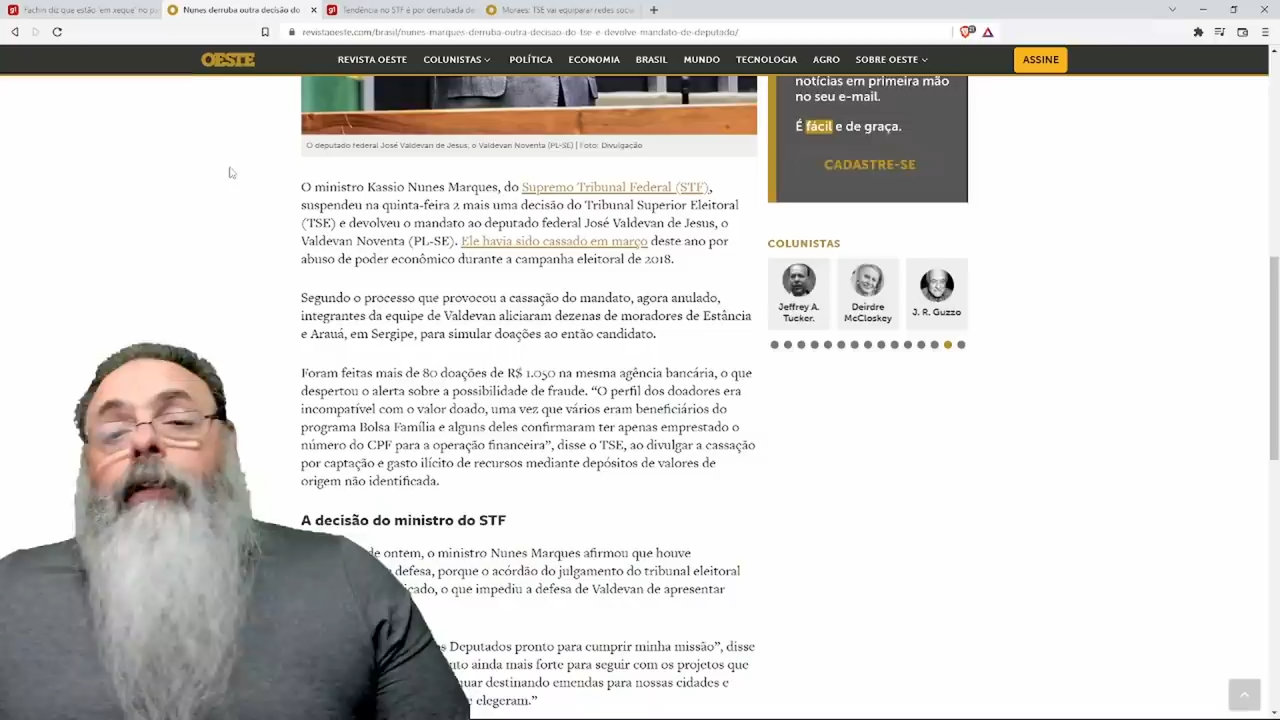 Fachin diz que estão "em xeque" no p
Nunes derruba outra decisão do
Tendência no STF é por derrubada de
Moraes: TSE vai equiparar redes soci
revistaoeste.com/brasil/nunes-marques-derruba-outra-decisao-do-tse-e-devolve-mandato-de-deputado/
OESTE
REVISTA OESTE
COLUNISTAS
POLÍTICA
ECONOMIA
BRASIL
MUNDO
TECNOLOGIA
AGRO
SOBRE OESTE
ASSINE
O deputado federal José Valdevan de Jesus, o Valdevan Noventa (PL-SE) | Foto: Divulgação
O ministro Kassio Nunes Marques, do Supremo Tribunal Federal (STF),
suspendeu na quinta-feira 2 mais uma decisão do Tribunal Superior Eleitoral
(TSE) e devolveu o mandato ao deputado federal José Valdevan de Jesus, o
Valdevan Noventa (PL-SE). Ele havia sido cassado em março deste ano por
abuso de poder econômico durante a campanha eleitoral de 2018.
Segundo o processo que provocou a cassação do mandato, agora anulado,
integrantes da equipe de Valdevan aliciaram dezenas de moradores de Estância
e Arauá, em Sergipe, para simular doações ao então candidato.
Foram feitas mais de 80 doações de R$ 1.050 na mesma agência bancária, o que
despertou o alerta sobre a possibilidade de fraude. “O perfil dos doadores era
incompatível com o valor doado, uma vez que vários eram beneficiários do
programa Bolsa Família e alguns deles confirmaram ter apenas emprestado o
número do CPF para a operação financeira”, disse o TSE, ao divulgar a cassação
por captação e gasto ilícito de recursos mediante depósitos de valores de
origem não identificada.
A decisão do ministro do STF
de ontem, o ministro Nunes Marques afirmou que houve
defesa, porque o acórdão do julgamento do tribunal eleitoral
icado, o que impediu a defesa de Valdevan de apresentar
os Deputados pronto para cumprir minha missão”, disse
nto ainda mais forte para seguir com os projetos que
nuar destinando emendas para nossas cidades e
e elegeram.”
notícias em primeira mão
no seu e-mail.
É fácil e de graça.
CADASTRE-SE
COLUNISTAS
Jeffrey A.
Tucker.
Deirdre
McCloskey
J. R. Guzzo